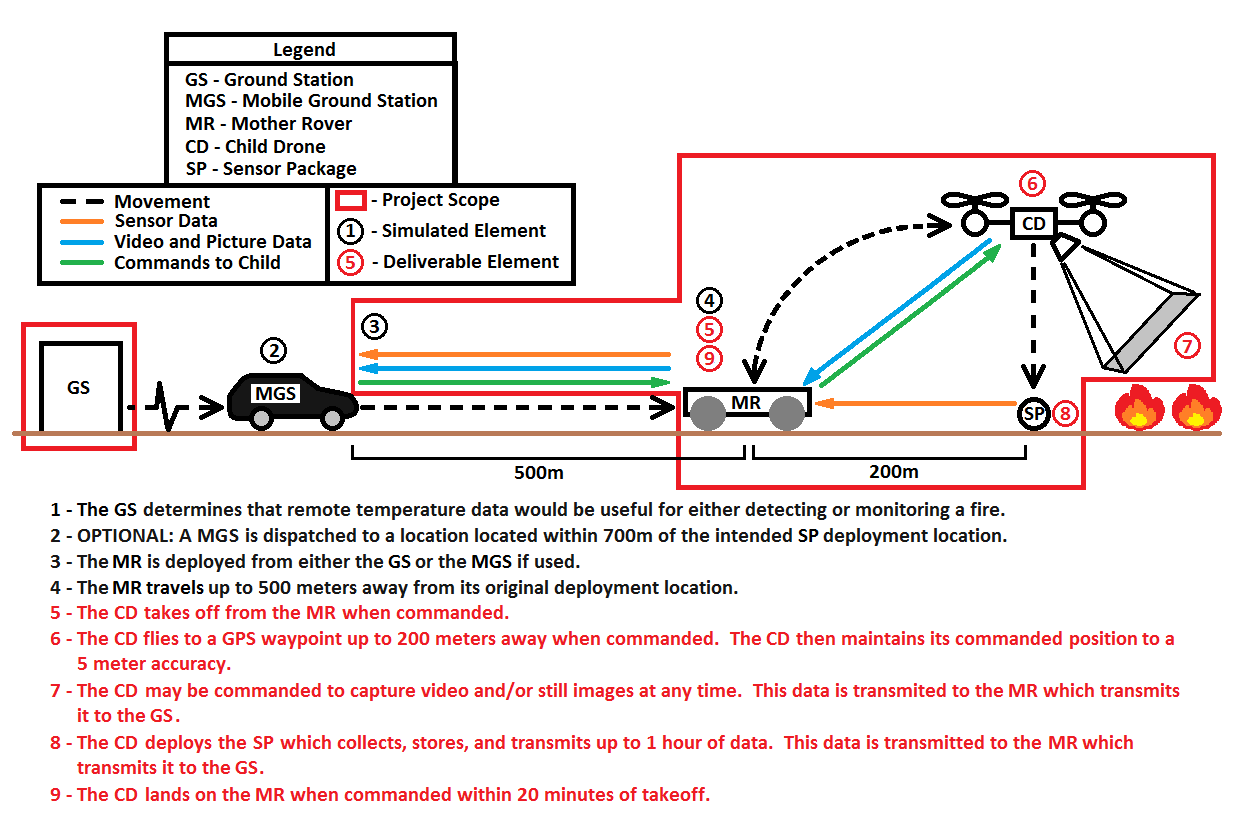 Legend
GS - Ground Station
MGS - Mobile Ground Station
MR - Mother Rover
CD - Child Drone
SP - Sensor Package
Movement
Sensor Data
Video and Picture Data
Commands to Child
- Project Scope
1 - Simulated Element
5 - Deliverable Element
6
CD
4
3
5
7
9
2
GS
MGS
MR
SP
8
500m
200m
1 - The GS determines that remote temperature data would be useful for either detecting or monitoring a fire.
2 - OPTIONAL: A MGS is dispatched to a location located within 700m of the intended SP deployment location.
3 - The MR is deployed from either the GS or the MGS if used.
4 - The MR travels up to 500 meters away from its original deployment location.
5 - The CD takes off from the MR when commanded.
6 - The CD flies to a GPS waypoint up to 200 meters away when commanded. The CD then maintains its commanded position to a
5 meter accuracy.
7 - The CD may be commanded to capture video and/or still images at any time. This data is transmited to the MR which transmits
it to the GS.
8 - The CD deploys the SP which collects, stores, and transmits up to 1 hour of data. This data is transmitted to the MR which
transmits it to the GS.
9 - The CD lands on the MR when commanded within 20 minutes of takeoff.